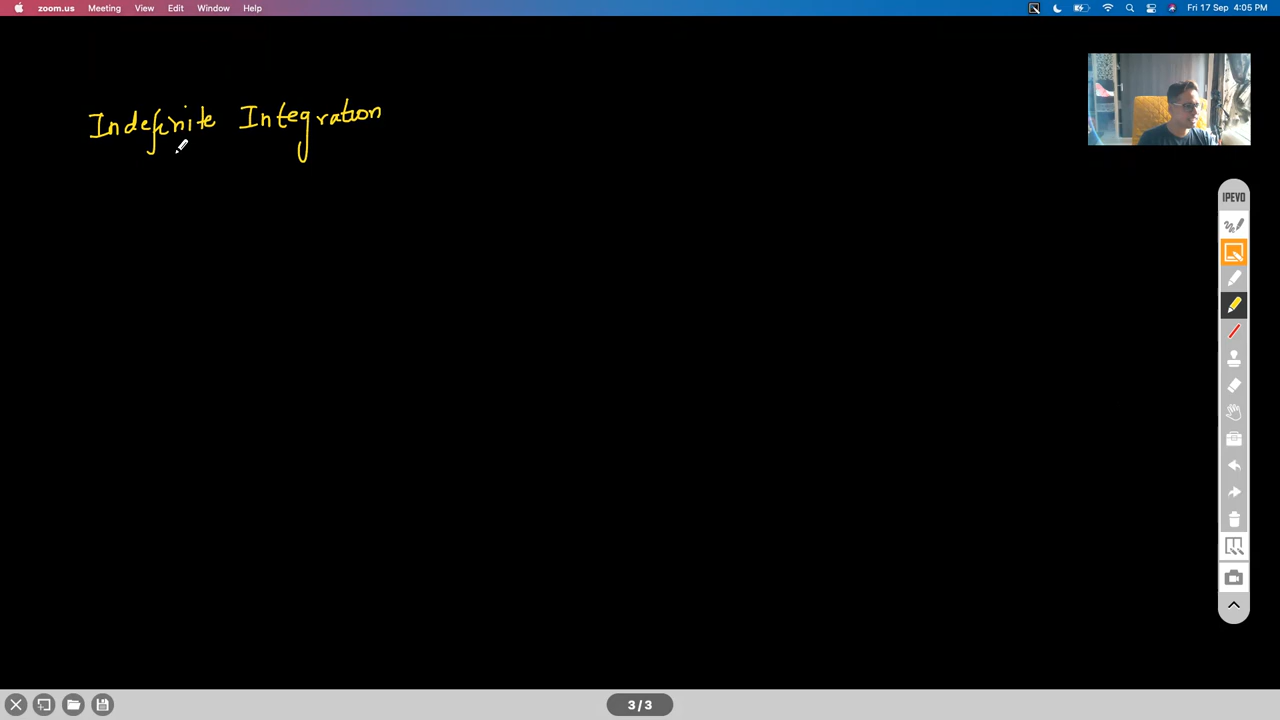 zoom.us Meeting View Edit Window Help Fri 17 Sep 4:05 PM
Indefinite Integration
IPEVO
3/3